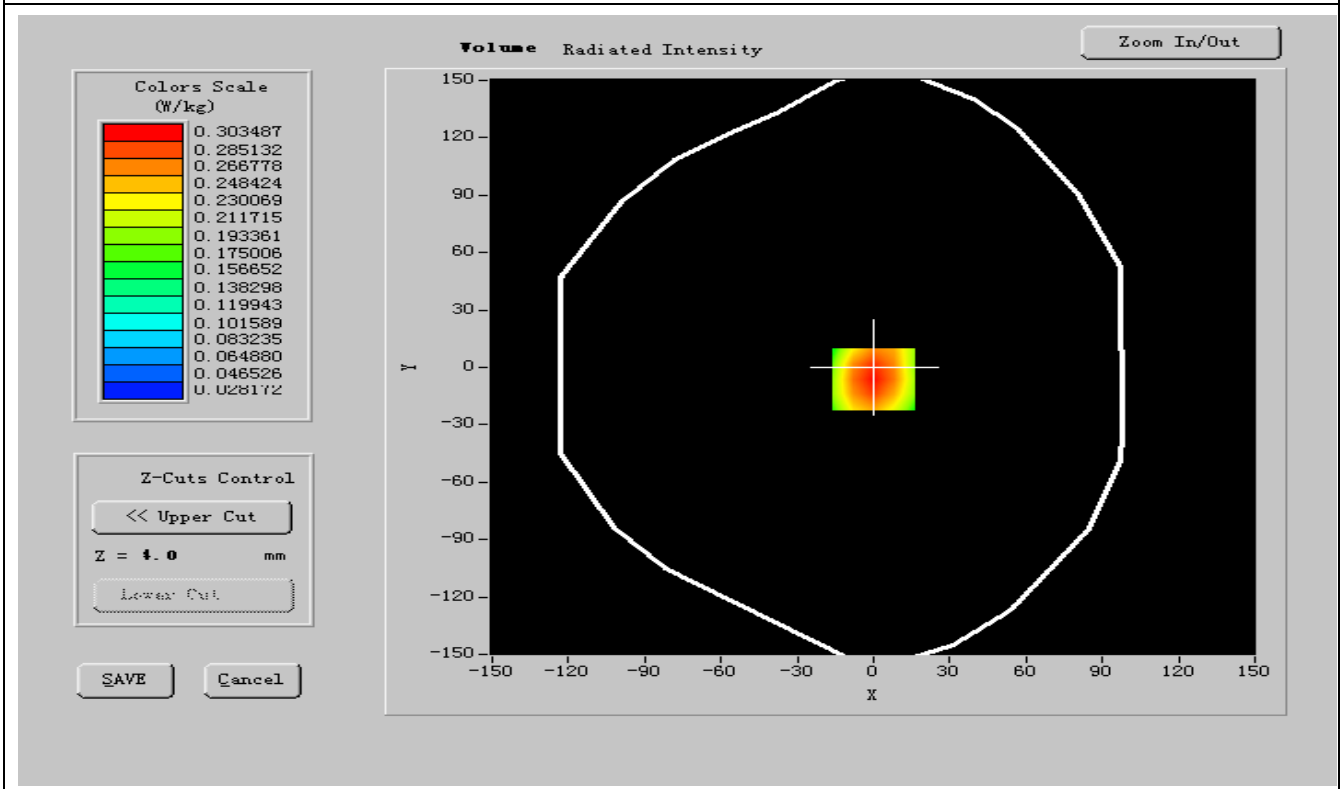 Volume Radiated Intensity
Zoom In/Out
Colors Scale
(W/kg)
0.303487
0.285132
0.266778
0.248424
0.230069
0.211715
0.193361
0.175006
0.156652
0.138298
0.119943
0.101589
0.083235
0.064880
0.046526
0.028172
Z-Cuts Control
<< Upper Cut
Z = 4.0 mm
Lower Cut
SAVE
Cancel
150
120
90
60
30
0
-30
-60
-90
-120
-150
Y
-150 -120 -90 -60 -30 0 30 60 90 120 150
X